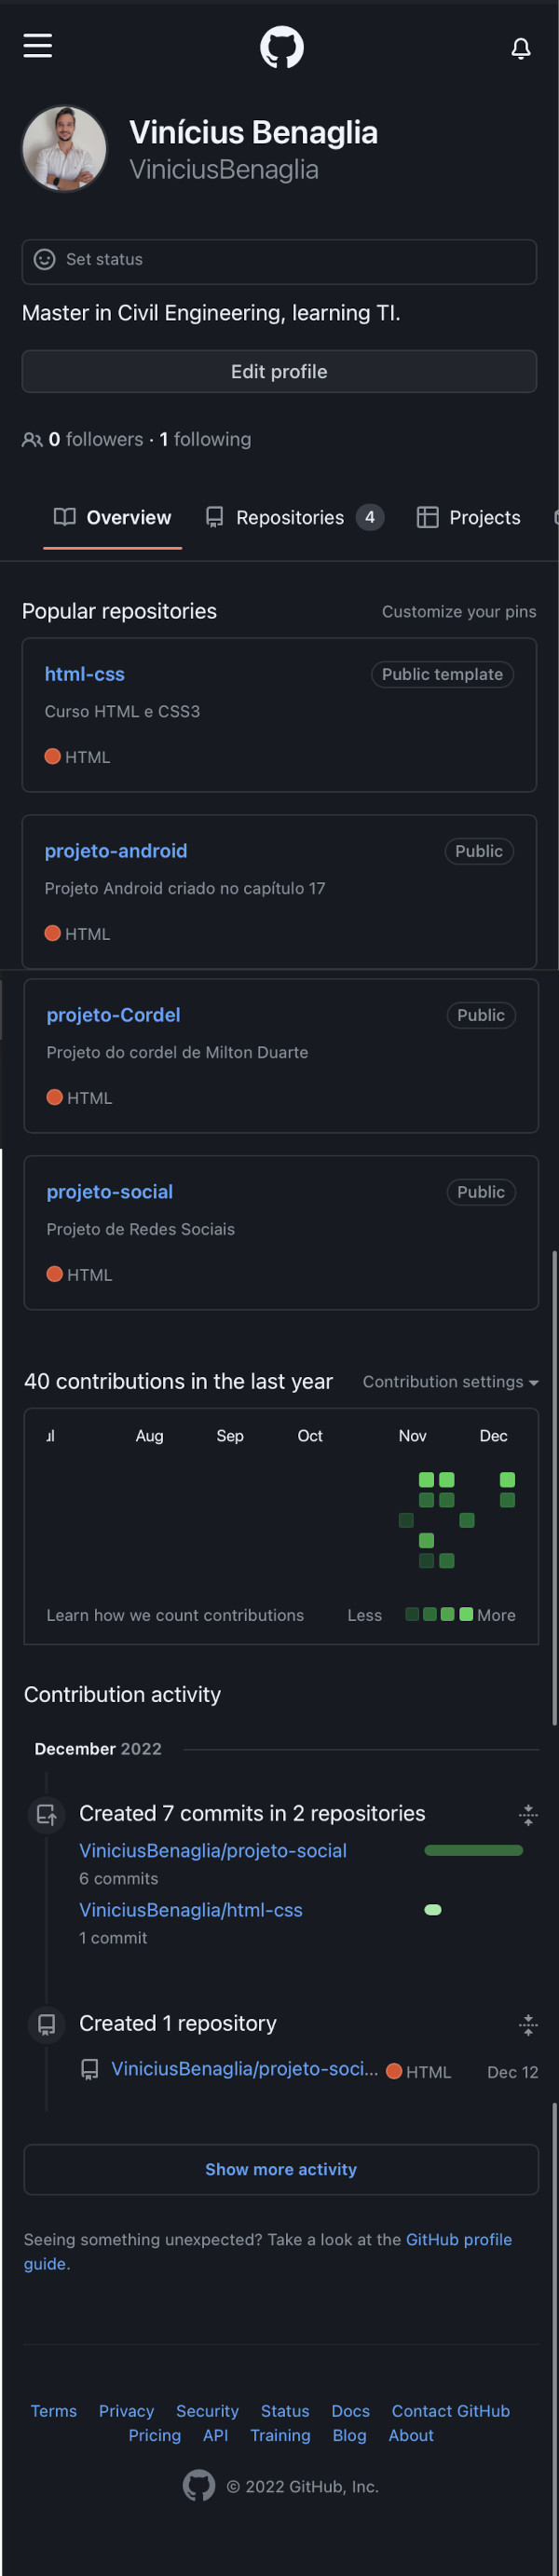 Vinícius Benaglia
ViniciusBenaglia
Set status
Master in Civil Engineering, learning TI.
Edit profile
0 followers · 1 following
Overview Repositories 4 Projects
Popular repositories Customize your pins
html-css Public template
Curso HTML e CSS3
HTML
projeto-android Public
Projeto Android criado no capítulo 17
HTML
projeto-Cordel Public
Projeto do cordel de Milton Duarte
HTML
projeto-social Public
Projeto de Redes Sociais
HTML
40 contributions in the last year Contribution settings
Aug Sep Oct Nov Dec
Learn how we count contributions Less More
Contribution activity
December 2022
Created 7 commits in 2 repositories
ViniciusBenaglia/projeto-social
6 commits
ViniciusBenaglia/html-css
1 commit
Created 1 repository
ViniciusBenaglia/projeto-soci... HTML Dec 12
Show more activity
Seeing something unexpected? Take a look at the GitHub profile
guide.
Terms Privacy Security Status Docs Contact GitHub
Pricing API Training Blog About
© 2022 GitHub, Inc.